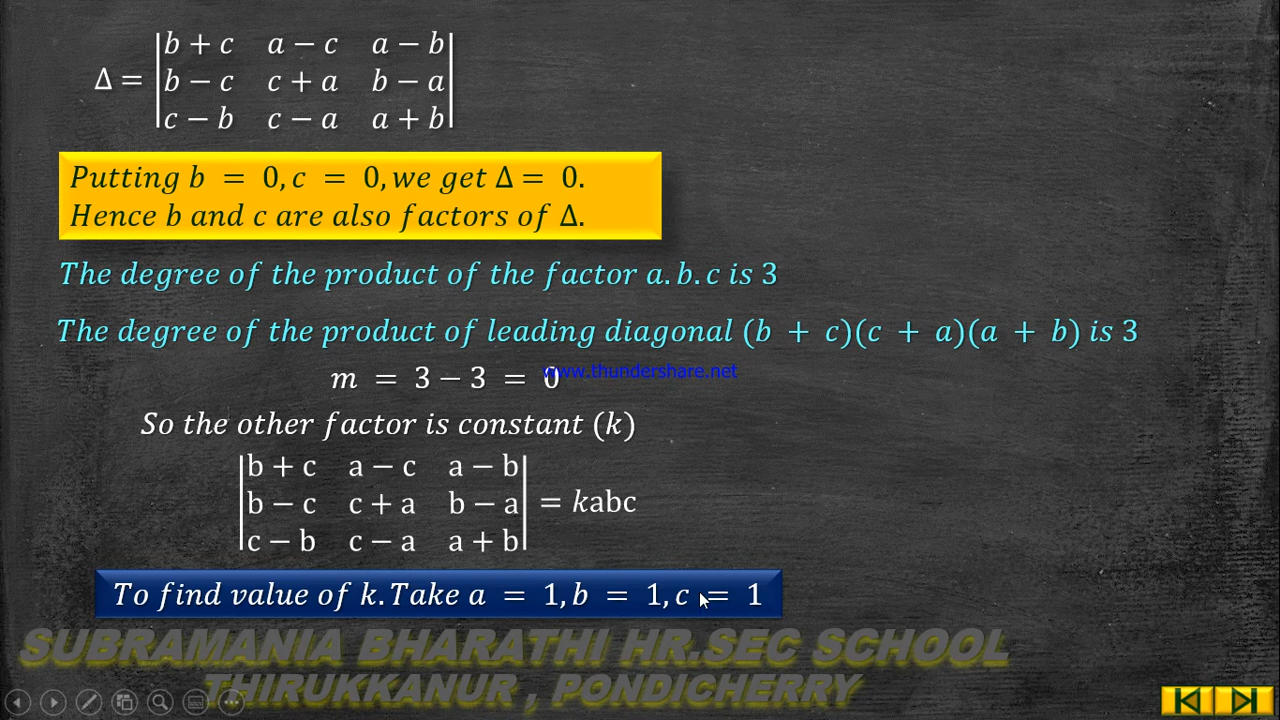 Δ = |b + c a − c a − b|
|b − c c + a b − a|
|c − b c − a a + b|
Putting b = 0, c = 0, we get Δ = 0.
Hence b and c are also factors of Δ.
The degree of the product of the factor a. b. c is 3
The degree of the product of leading diagonal (b + c)(c + a)(a + b) is 3
www.thundershare.net
m = 3 − 3 = 0
So the other factor is constant (k)
|b + c a − c a − b|
|b − c c + a b − a| = kabc
|c − b c − a a + b|
To find value of k. Take a = 1, b = 1, c = 1
SUBRAMANIA BHARATHI HR.SEC SCHOOL
THIRUKKANUR , PONDICHERRY